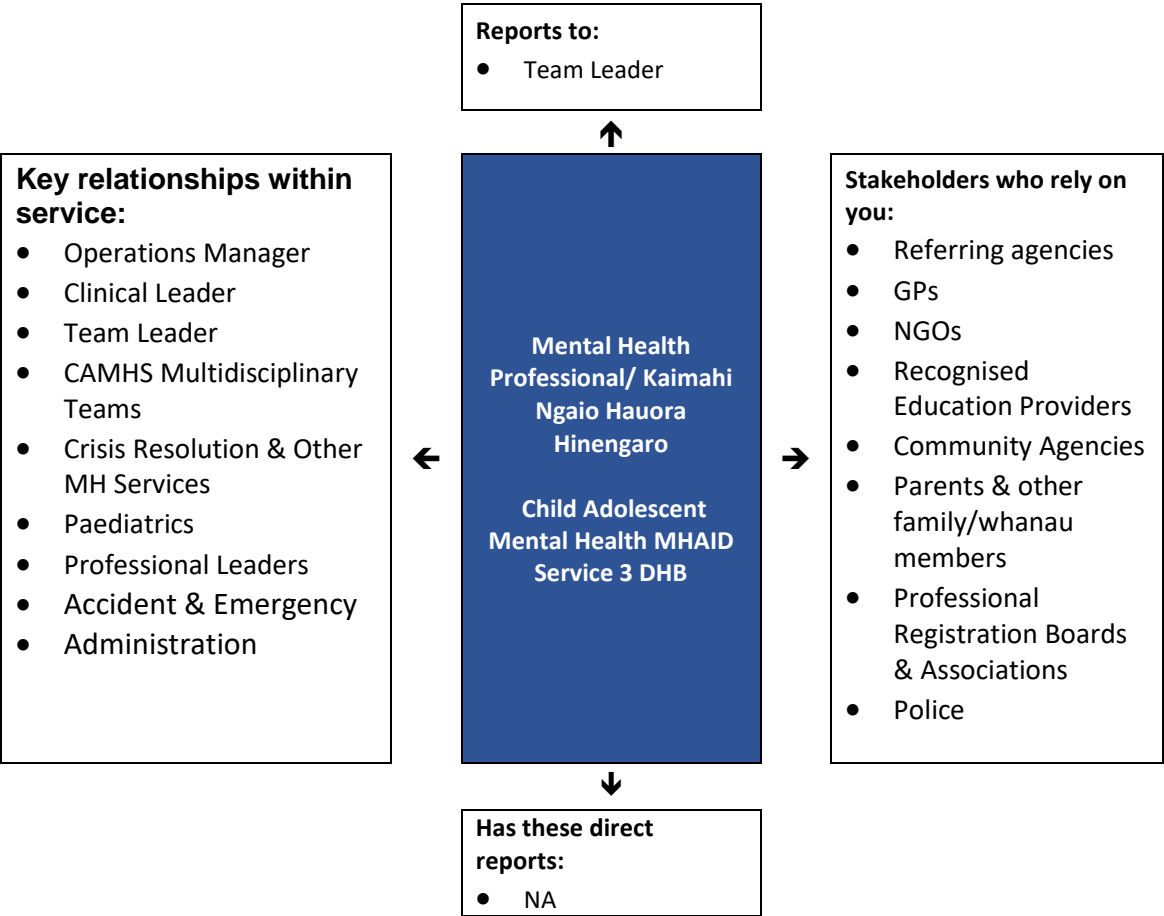 Reports to:
● Team Leader
Key relationships within
service:
● Operations Manager
● Clinical Leader
● Team Leader
● CAMHS Multidisciplinary
Teams
● Crisis Resolution & Other
MH Services
● Paediatrics
● Professional Leaders
● Accident & Emergency
● Administration
Mental Health
Professional/ Kaimahi
Ngaio Hauora
Hinengaro
Child Adolescent
Mental Health MHAID
Service 3 DHB
Stakeholders who rely on
you:
● Referring agencies
● GPs
● NGOs
● Recognised
Education Providers
● Community Agencies
● Parents & other
family/whanau
members
● Professional
Registration Boards
& Associations
● Police
Has these direct
reports:
● NA